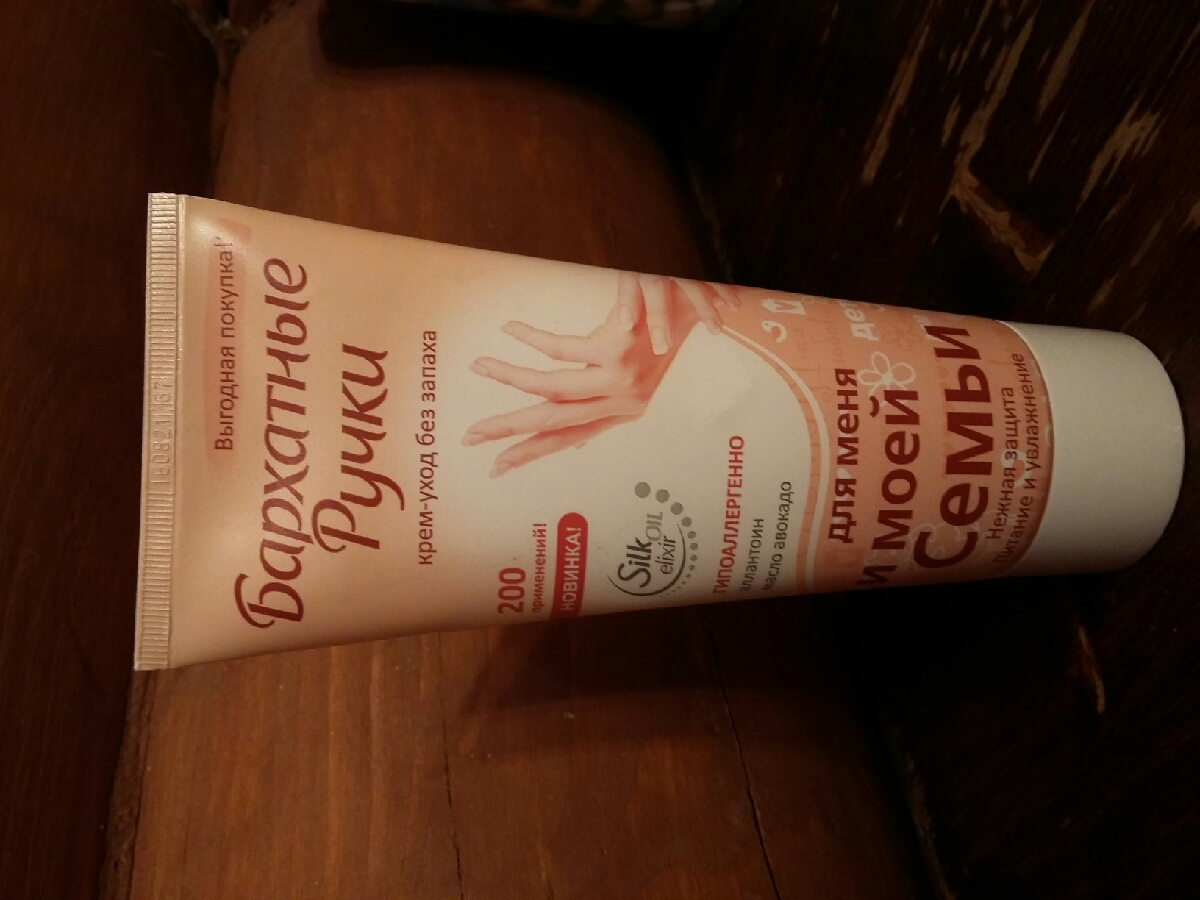 Выгодная покупка!
Бархатные
Ручки
крем-уход без запаха
200
применений!
НОВИНКА!
Silk OIL
elixir
ГИПОАЛЛЕРГЕННО
аллантоин
масло авокадо
для меня
и моей
Семьи
Нежная защита
Питание и увлажнение